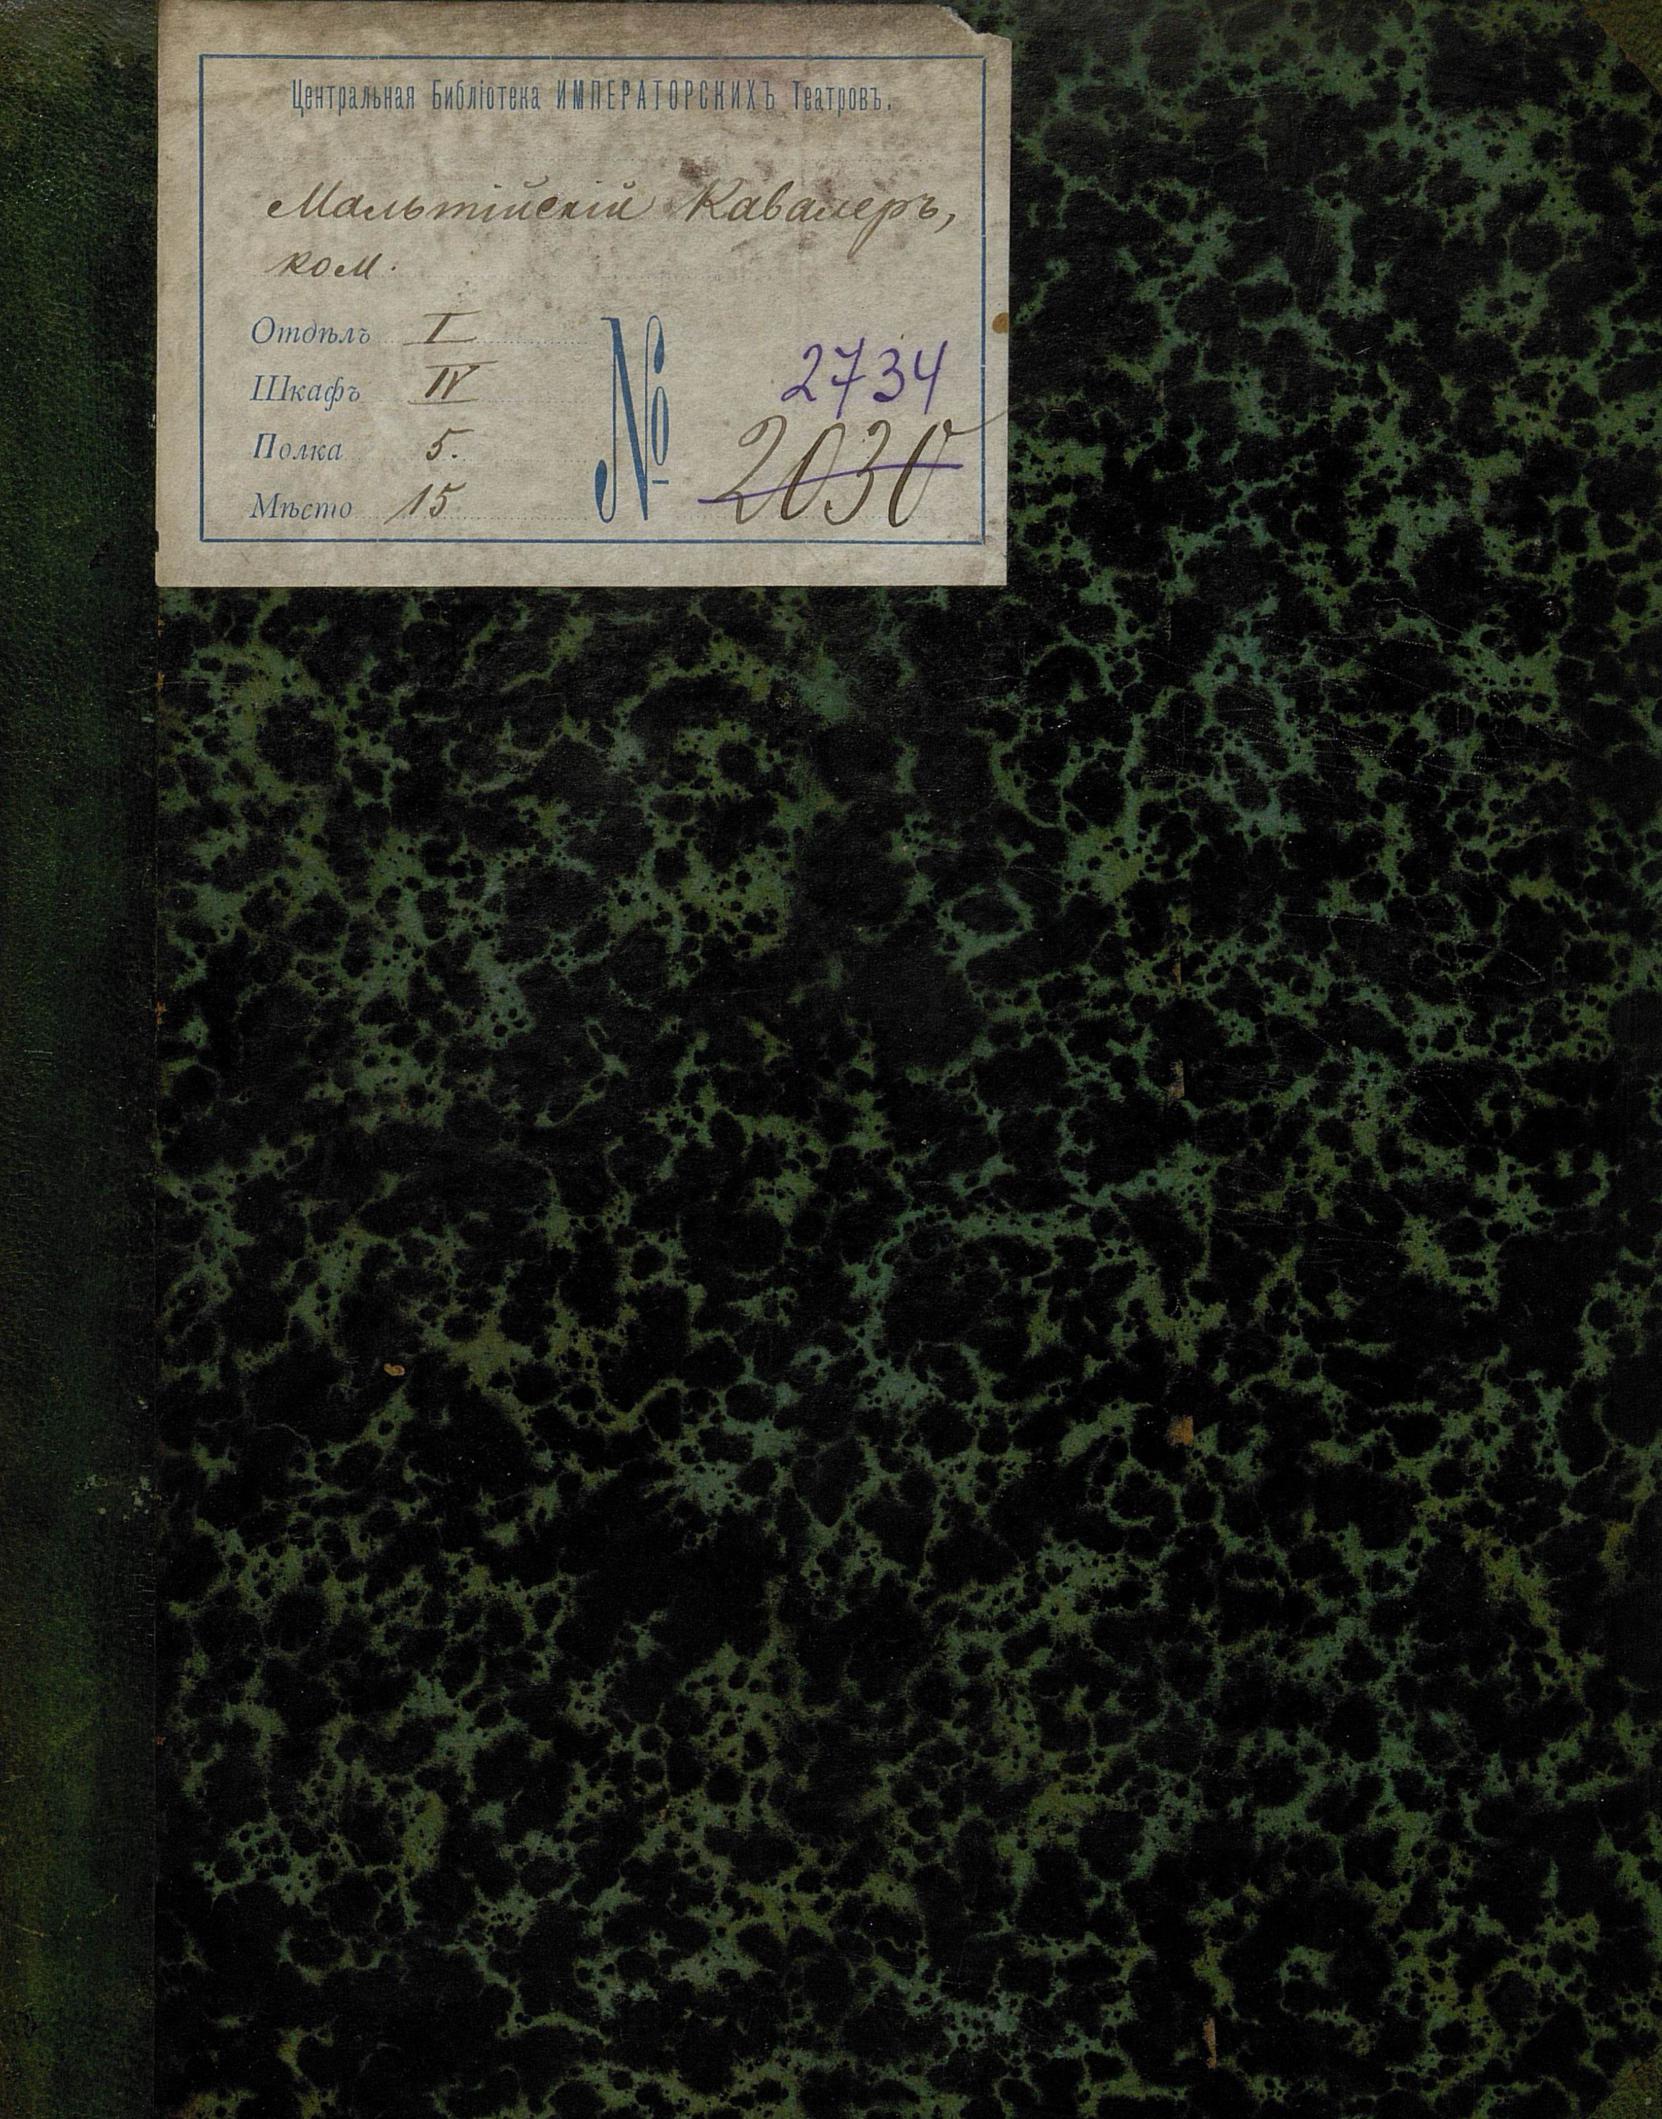 Центральная Библіотека ИМПЕРАТОРСКИХЪ Театровъ.
Мальтійскій Кавалеръ,
ком.
Отдѣлъ I
Шкафъ IV
Полка 5.
Мѣсто 15
№ 2734
2030